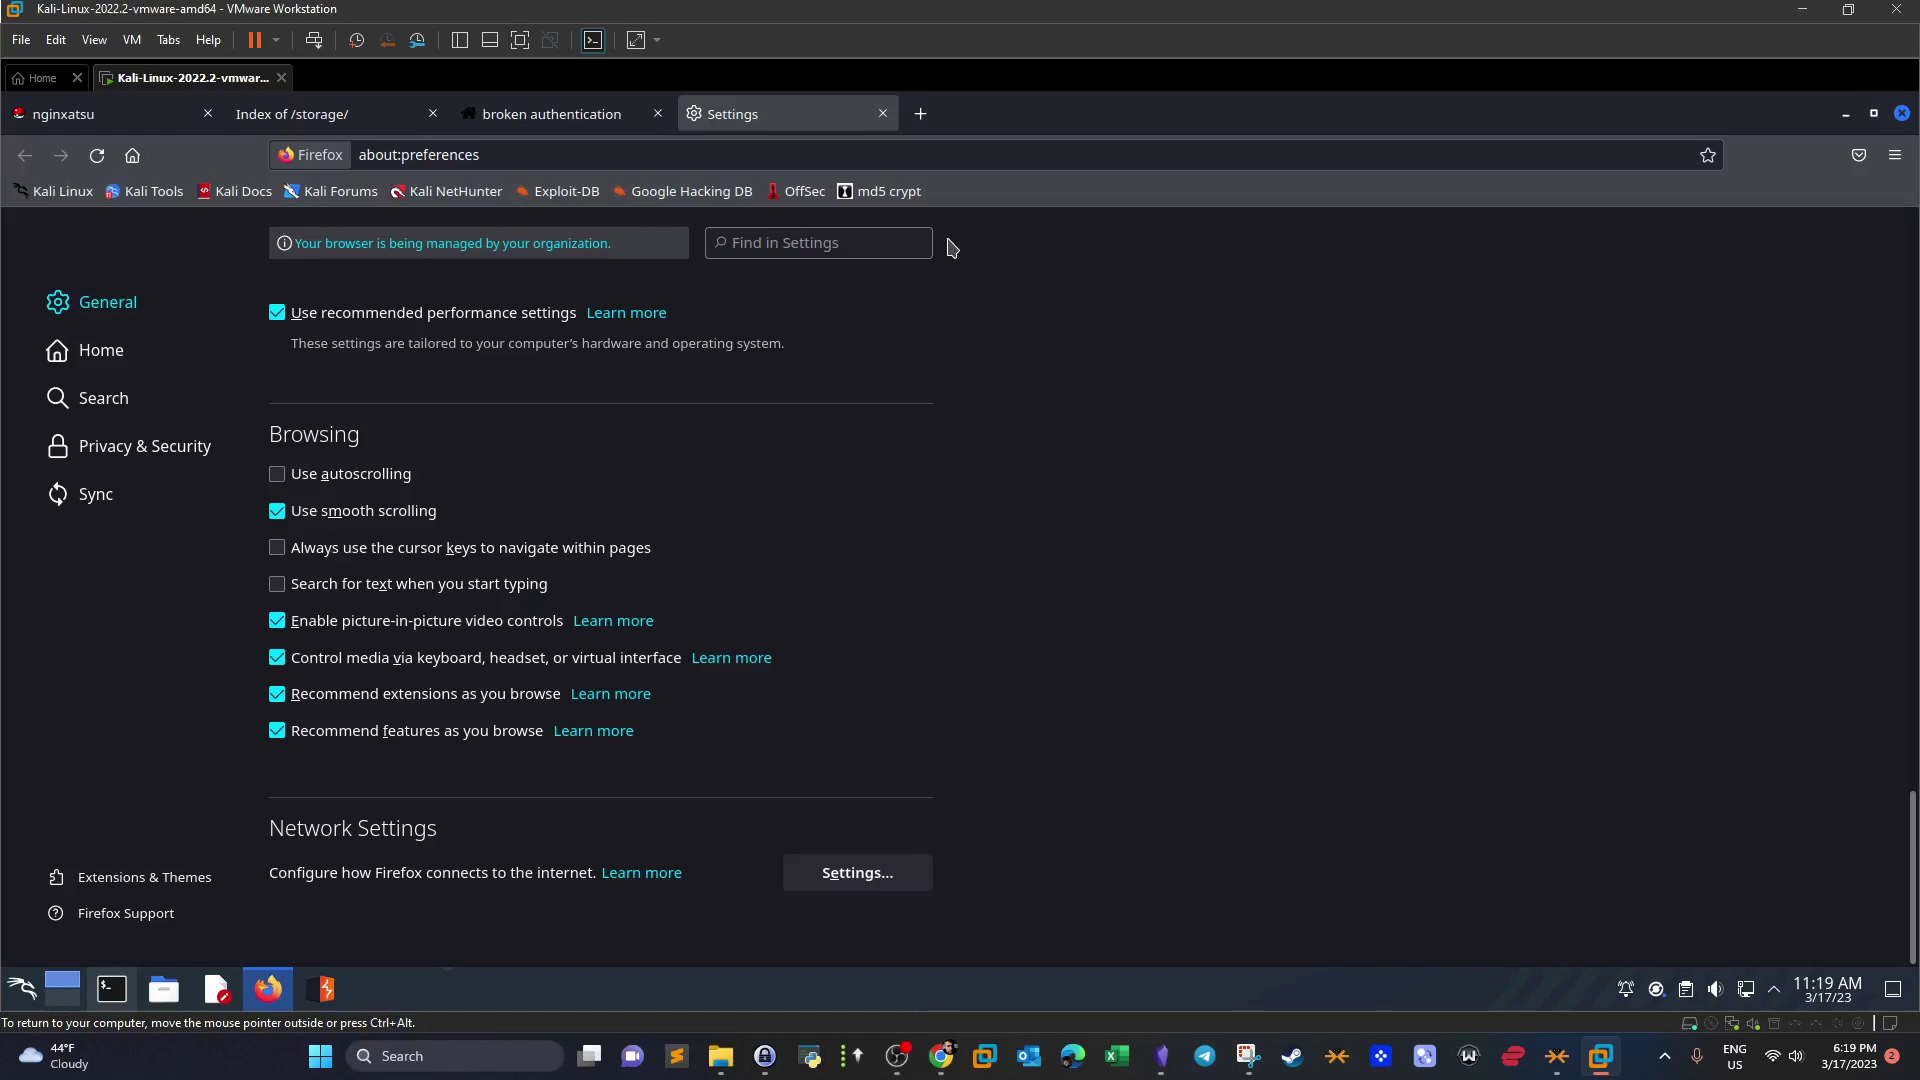 Kali-Linux-2022.2-vmware-amd64 - VMware Workstation
File Edit View VM Tabs Help
Home Kali-Linux-2022.2-vmwar...
nginxatsu Index of /storage/ broken authentication Settings
Firefox about:preferences
Kali Linux Kali Tools Kali Docs Kali Forums Kali NetHunter Exploit-DB Google Hacking DB OffSec md5 crypt
Your browser is being managed by your organization. Find in Settings
General
Home
Search
Privacy & Security
Sync
Extensions & Themes
Firefox Support
Use recommended performance settings Learn more
These settings are tailored to your computer's hardware and operating system.
Browsing
Use autoscrolling
Use smooth scrolling
Always use the cursor keys to navigate within pages
Search for text when you start typing
Enable picture-in-picture video controls Learn more
Control media via keyboard, headset, or virtual interface Learn more
Recommend extensions as you browse Learn more
Recommend features as you browse Learn more
Network Settings
Configure how Firefox connects to the internet. Learn more Settings...
11:19 AM
3/17/23
To return to your computer, move the mouse pointer outside or press Ctrl+Alt.
44°F
Cloudy
Search
ENG
US
6:19 PM
3/17/2023
2